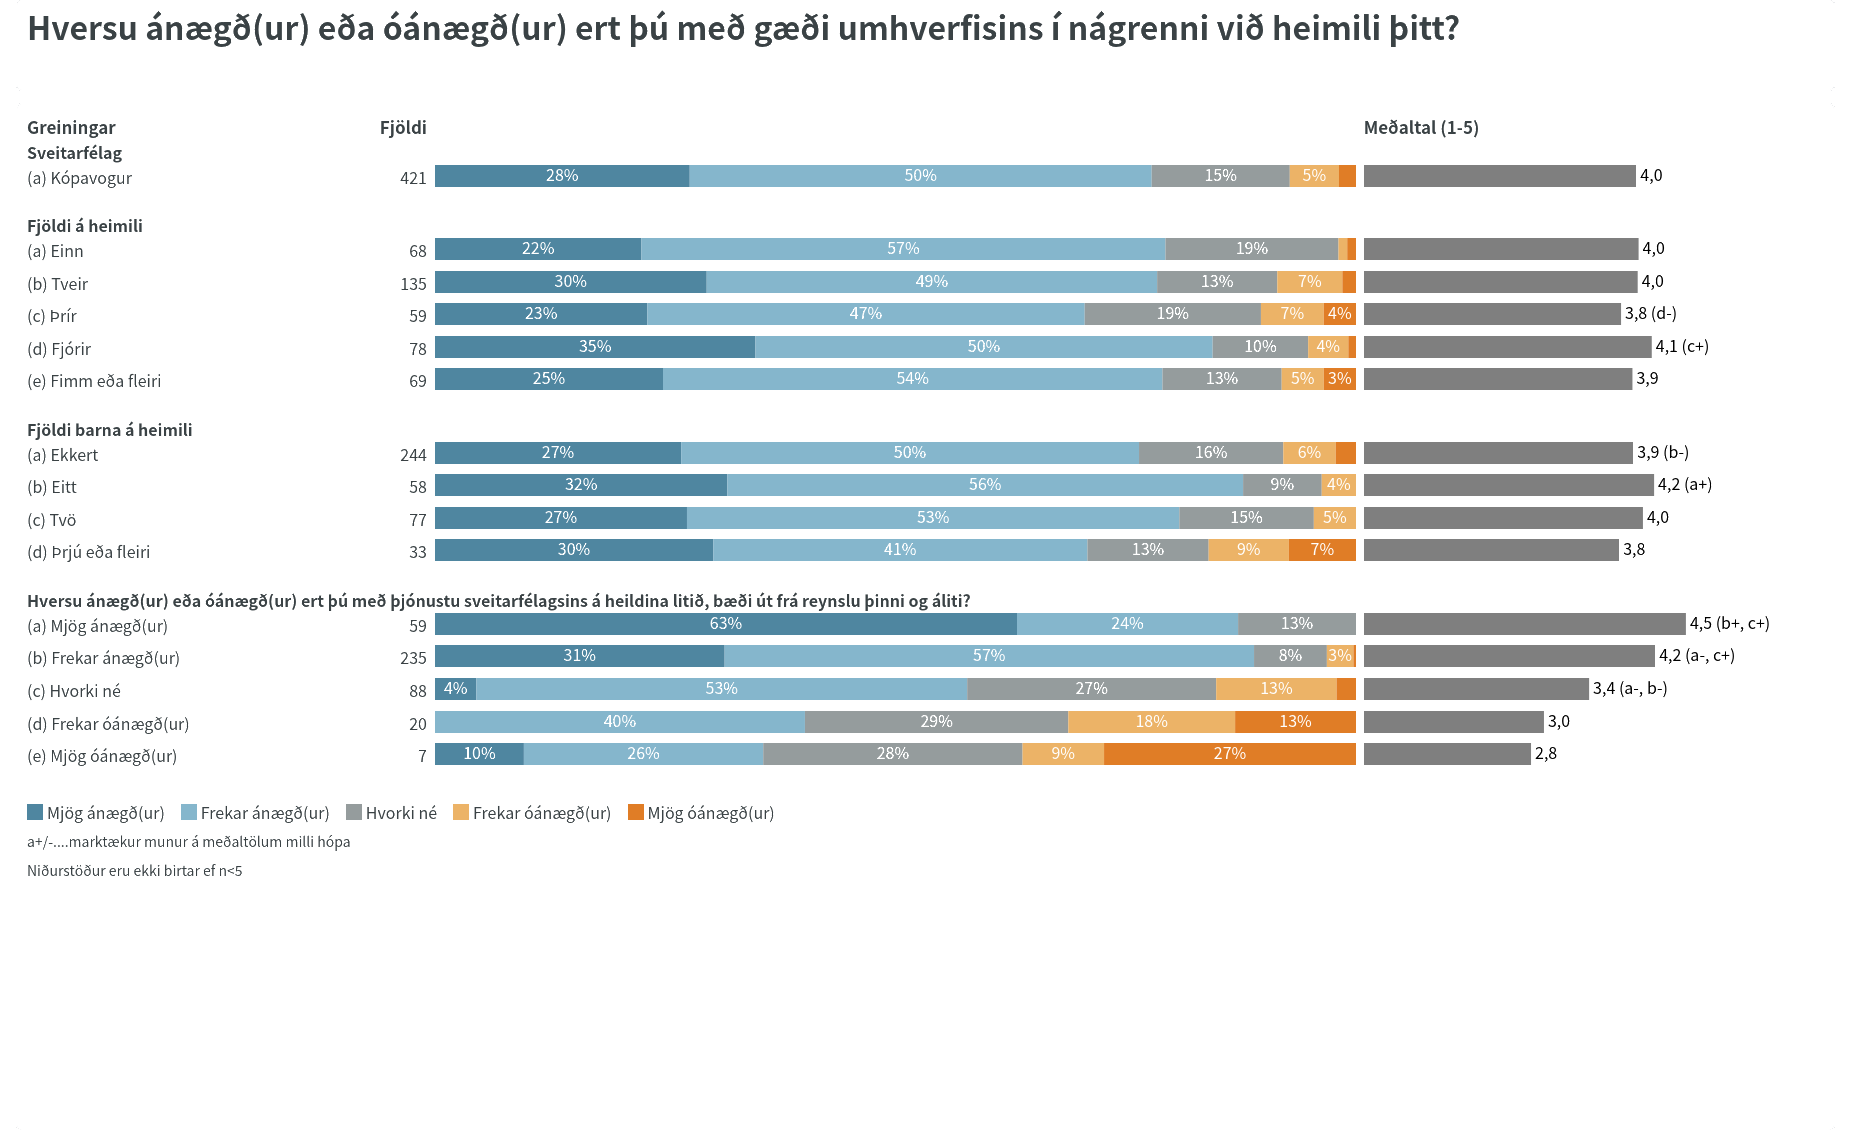 Hversu ánægð(ur) eða óánægð(ur) ert þú með gæði umhverfisins í nágrenni við heimili þitt?
Greiningar Fjöldi Meðaltal (1-5)
Sveitarfélag
(a) Kópavogur 421 28% 50% 15% 5% 4,0
Fjöldi á heimili
(a) Einn 68 22% 57% 19% 4,0
(b) Tveir 135 30% 49% 13% 7% 4,0
(c) Þrír 59 23% 47% 19% 7% 4% 3,8 (d-)
(d) Fjórir 78 35% 50% 10% 4% 4,1 (c+)
(e) Fimm eða fleiri 69 25% 54% 13% 5% 3% 3,9
Fjöldi barna á heimili
(a) Ekkert 244 27% 50% 16% 6% 3,9 (b-)
(b) Eitt 58 32% 56% 9% 4% 4,2 (a+)
(c) Tvö 77 27% 53% 15% 5% 4,0
(d) Þrjú eða fleiri 33 30% 41% 13% 9% 7% 3,8
Hversu ánægð(ur) eða óánægð(ur) ert þú með þjónustu sveitarfélagsins á heildina litið, bæði út frá reynslu þinni og áliti?
(a) Mjög ánægð(ur) 59 63% 24% 13% 4,5 (b+, c+)
(b) Frekar ánægð(ur) 235 31% 57% 8% 3% 4,2 (a-, c+)
(c) Hvorki né 88 4% 53% 27% 13% 3,4 (a-, b-)
(d) Frekar óánægð(ur) 20 40% 29% 18% 13% 3,0
(e) Mjög óánægð(ur) 7 10% 26% 28% 9% 27% 2,8
Mjög ánægð(ur) Frekar ánægð(ur) Hvorki né Frekar óánægð(ur) Mjög óánægð(ur)
a+/-....marktækur munur á meðaltölum milli hópa
Niðurstöður eru ekki birtar ef n<5